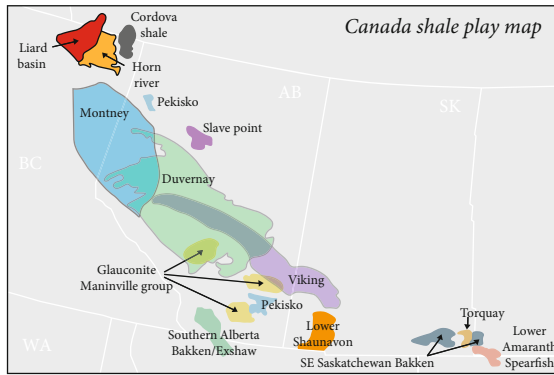 Canada shale play map
Cordova
shale
Liard
basin
Horn
river
Pekisko
AB
SK
Montney
Slave point
BC
Duvernay
Glauconite
Maninville group
Viking
Pekisko
Southern Alberta
Bakken/Exshaw
Lower
Shaunavon
Torquay
Lower
Amaranth
Spearfish
SE Saskatchewan Bakken
WA